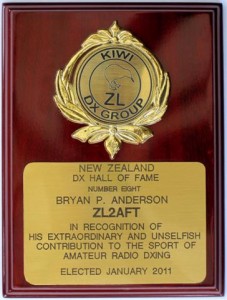 KIWI
ZL
DX GROUP
NEW ZEALAND
DX HALL OF FAME
NUMBER EIGHT
BRYAN P. ANDERSON
ZL2AFT
IN RECOGNITION OF
HIS EXTRAORDINARY AND UNSELFISH
CONTRIBUTION TO THE SPORT OF
AMATEUR RADIO DXING
ELECTED JANUARY 2011